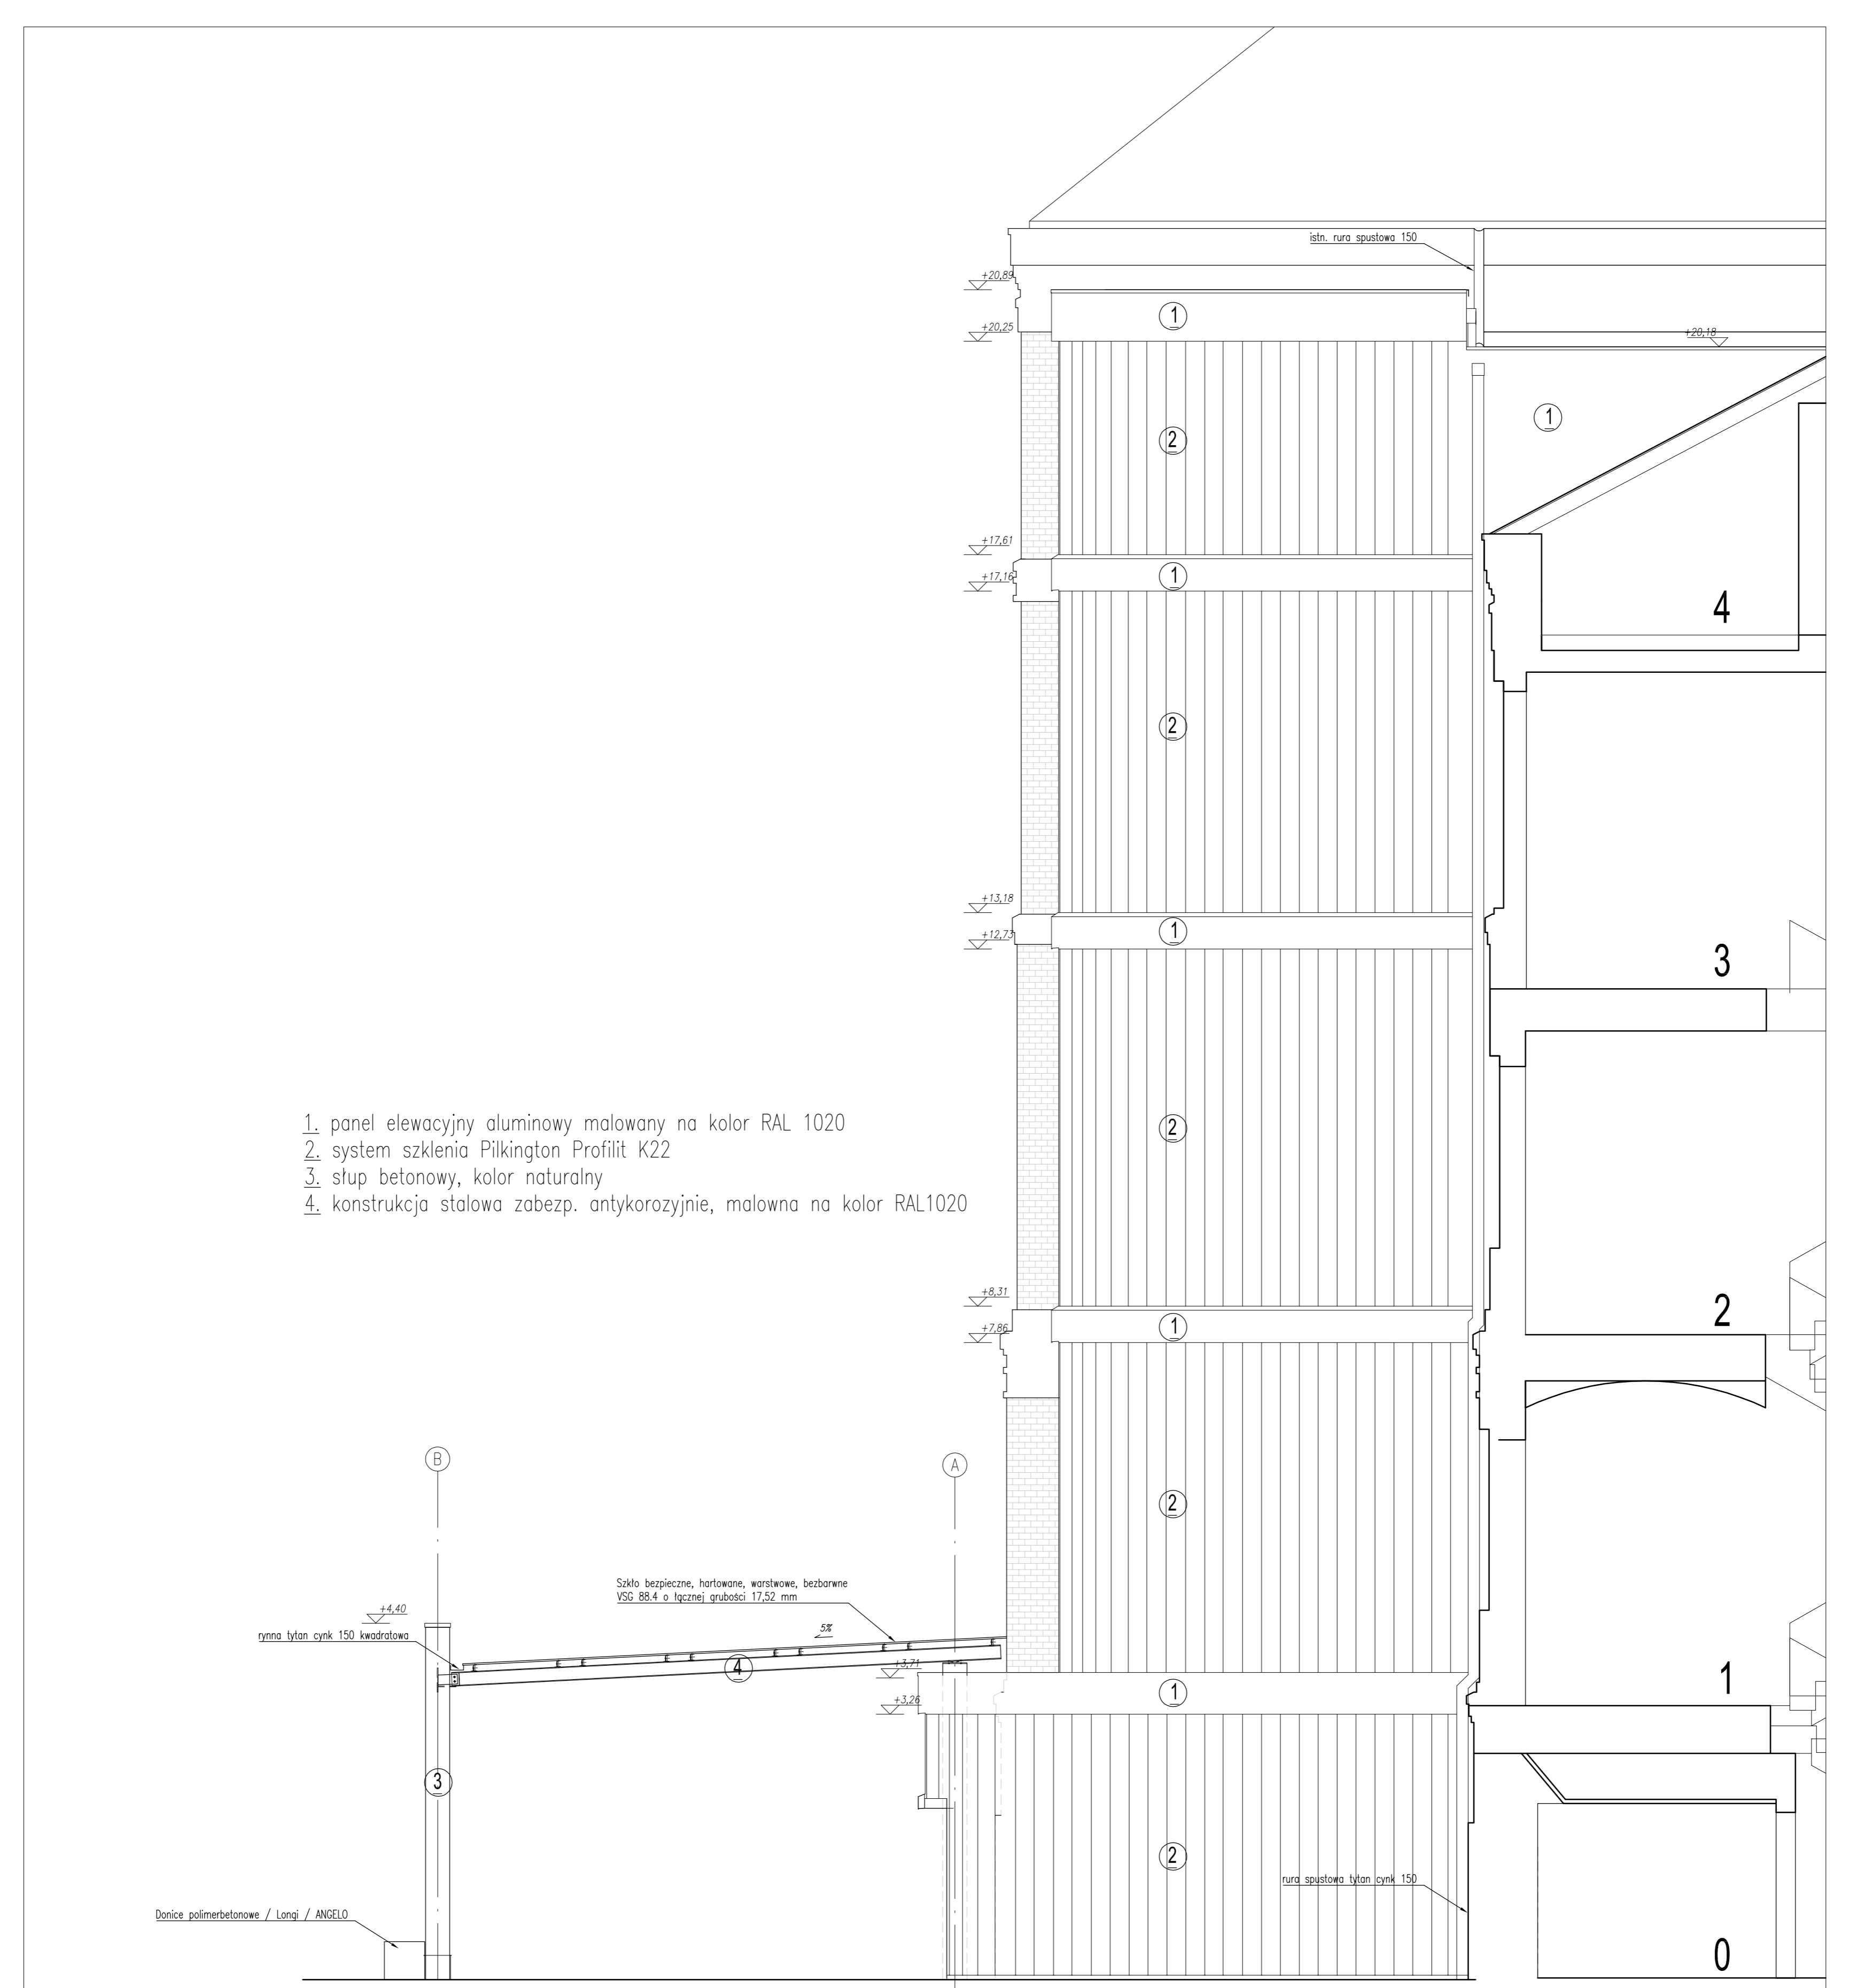 istn. rura spustowa 150
+20,89
1
+20,25
+20,18
1
2
+17,61
1
+17,16
4
2
+13,18
1
+12,73
3
1. panel elewacyjny aluminowy malowany na kolor RAL 1020
2. system szklenia Pilkington Profilit K22
3. słup betonowy, kolor naturalny
4. konstrukcja stalowa zabezp. antykorozyjnie, malowna na kolor RAL1020
2
+8,31
1
+7,86
2
B
A
2
Szkło bezpieczne, hartowane, warstwowe, bezbarwne
VSG 88.4 o łącznej grubości 17,52 mm
+4,40
5%
rynna tytan cynk 150 kwadratowa
4
+3,71
1
+3,26
1
3
2
rura spustowa tytan cynk 150
Donice polimerbetonowe / Longi / ANGELO
0